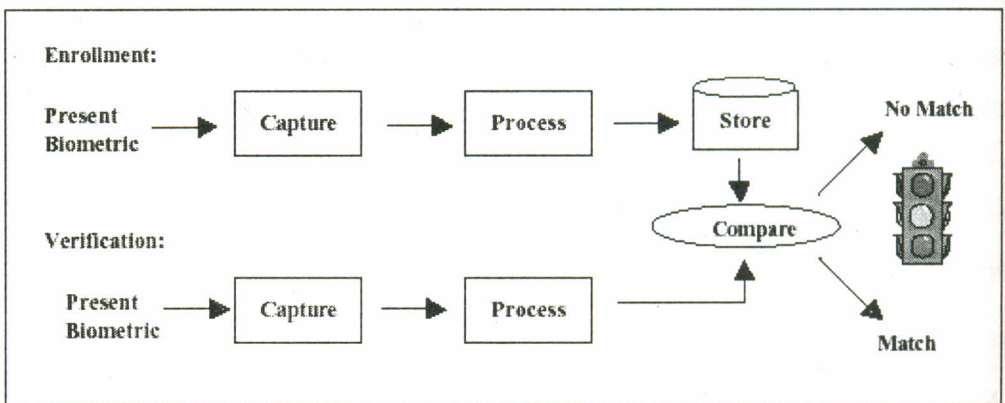 Enrollment:
Present
Biometric
Capture
Process
Store
No Match
Compare
Verification:
Present
Biometric
Capture
Process
Match